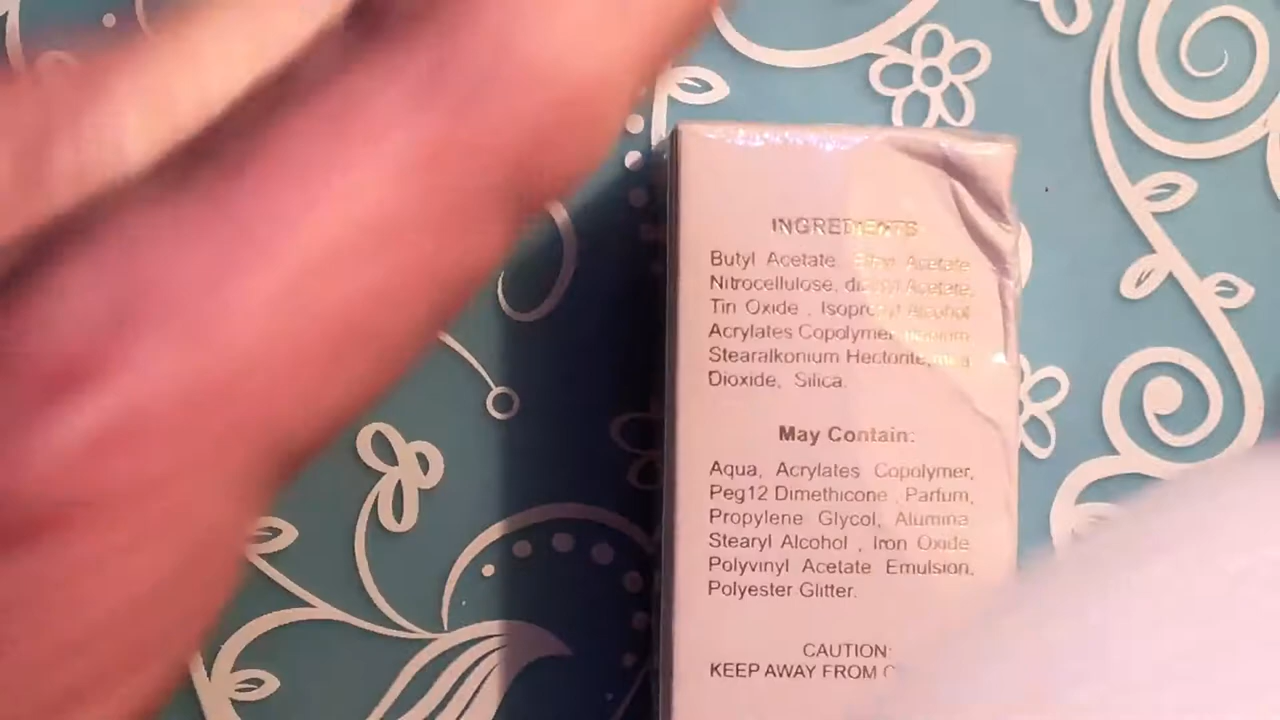 INGREDIENTS
Butyl Acetate, Ethyl Acetate
Nitrocellulose, Acetate,
Tin Oxide , Isopropyl alcohol
Acrylates Copolymer
Stearalkonium Hectorite, mica
Dioxide, Silica.
May Contain:
Aqua, Acrylates Copolymer,
Peg12 Dimethicone , Parfum,
Propylene Glycol, Alumina
Stearyl Alcohol , Iron Oxide
Polyvinyl Acetate Emulsion,
Polyester Glitter.
CAUTION:
KEEP AWAY FROM